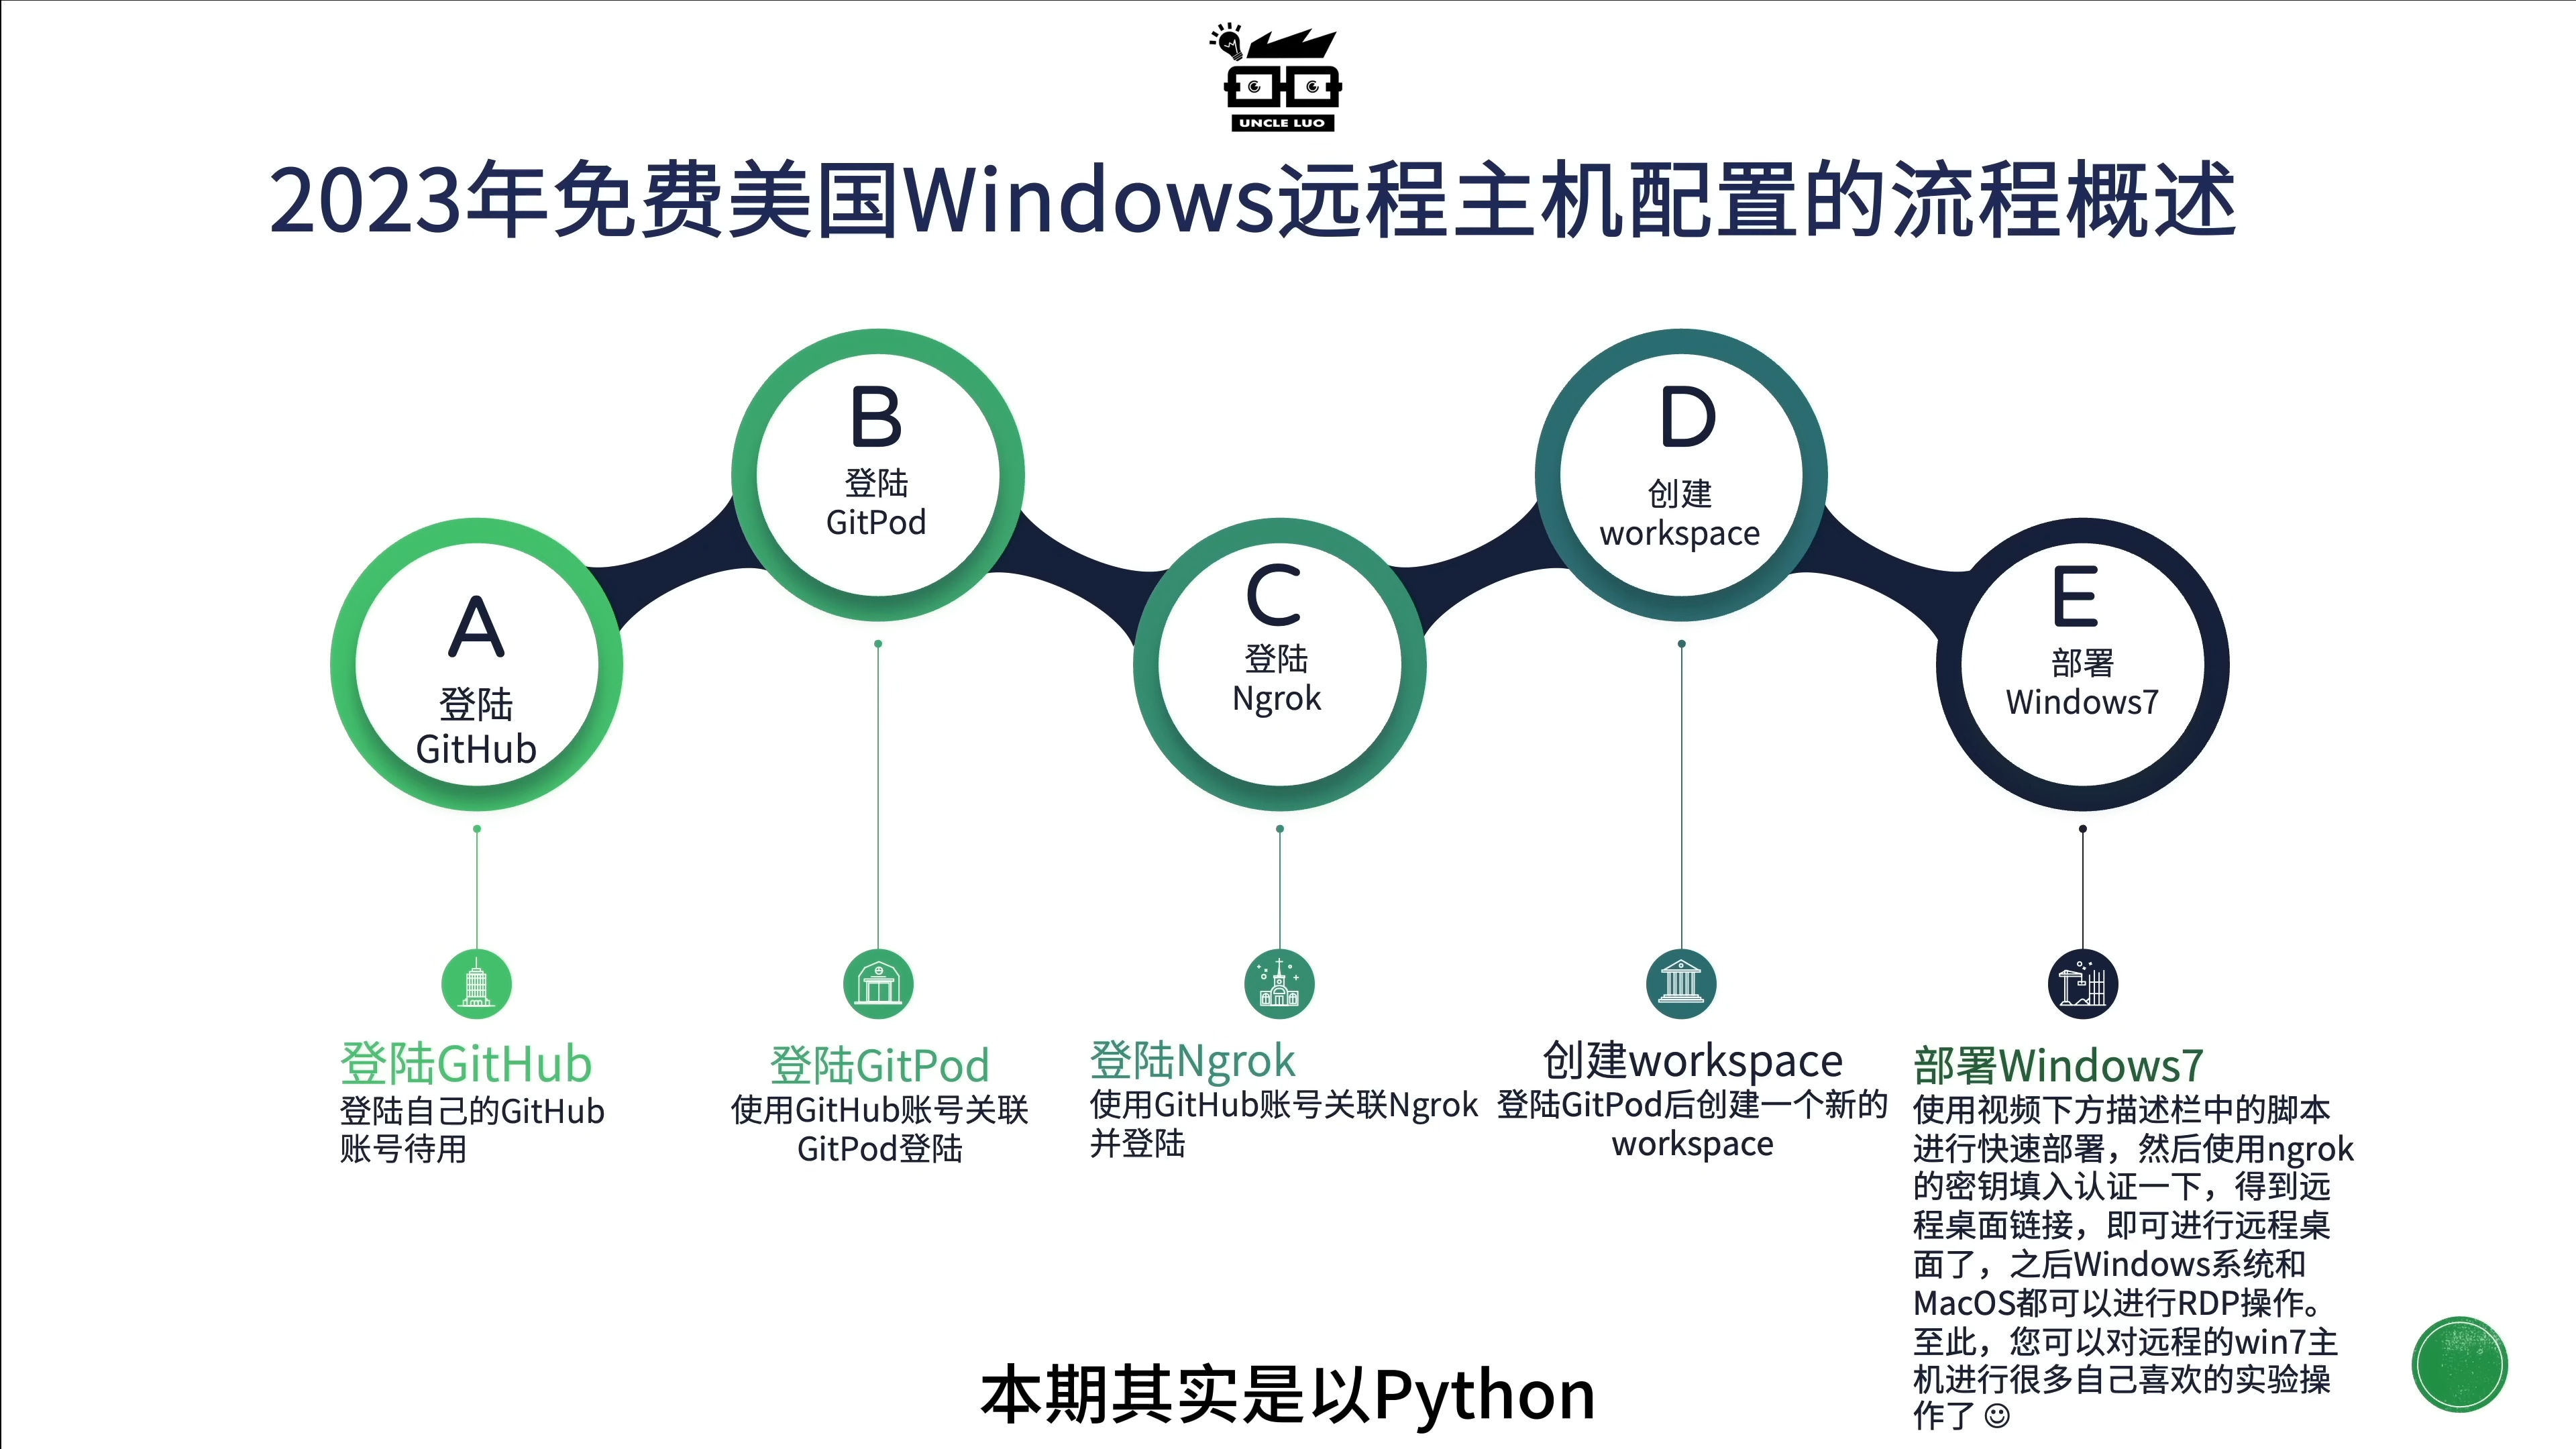 UNCLE LUO
2023年免费美国Windows远程主机配置的流程概述
A
登陆
GitHub
B
登陆
GitPod
C
登陆
Ngrok
D
创建
workspace
E
部署
Windows7
登陆GitHub
登陆自己的GitHub
账号待用
登陆GitPod
使用GitHub账号关联
GitPod登陆
登陆Ngrok
使用GitHub账号关联Ngrok
并登陆
创建workspace
登陆GitPod后创建一个新的
workspace
部署Windows7
使用视频下方描述栏中的脚本
进行快速部署，然后使用ngrok
的密钥填入认证一下，得到远
程桌面链接，即可进行远程桌
面了，之后Windows系统和
MacOS都可以进行RDP操作。
至此，您可以对远程的win7主
机进行很多自己喜欢的实验操
作了☺
本期其实是以Python